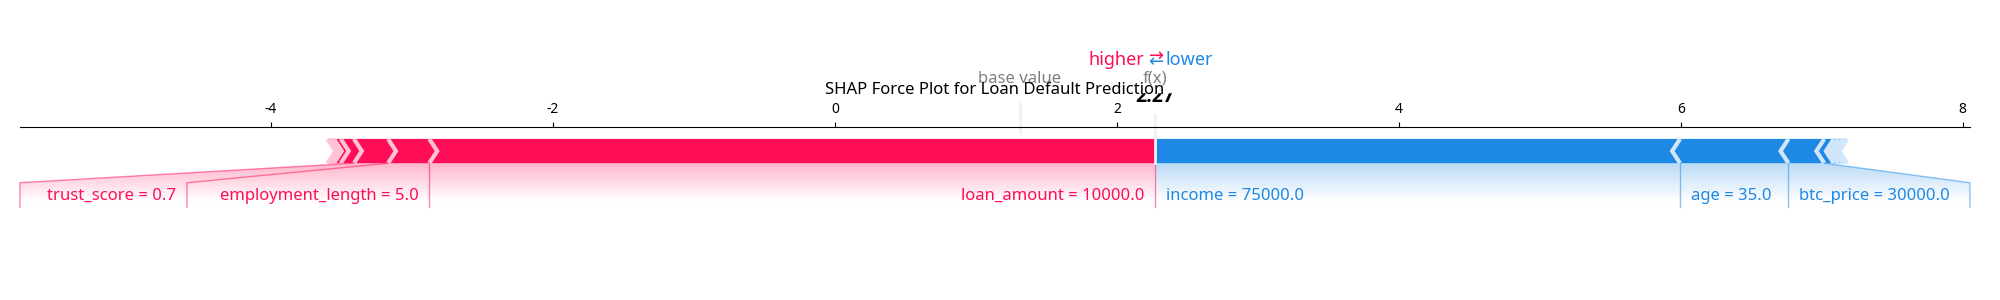 higher ⇄ lower
base value f(x)
SHAP Force Plot for Loan Default Prediction
2.27
-4 -2 0 2 4 6 8
trust_score = 0.7 employment_length = 5.0 loan_amount = 10000.0 income = 75000.0 age = 35.0 btc_price = 30000.0